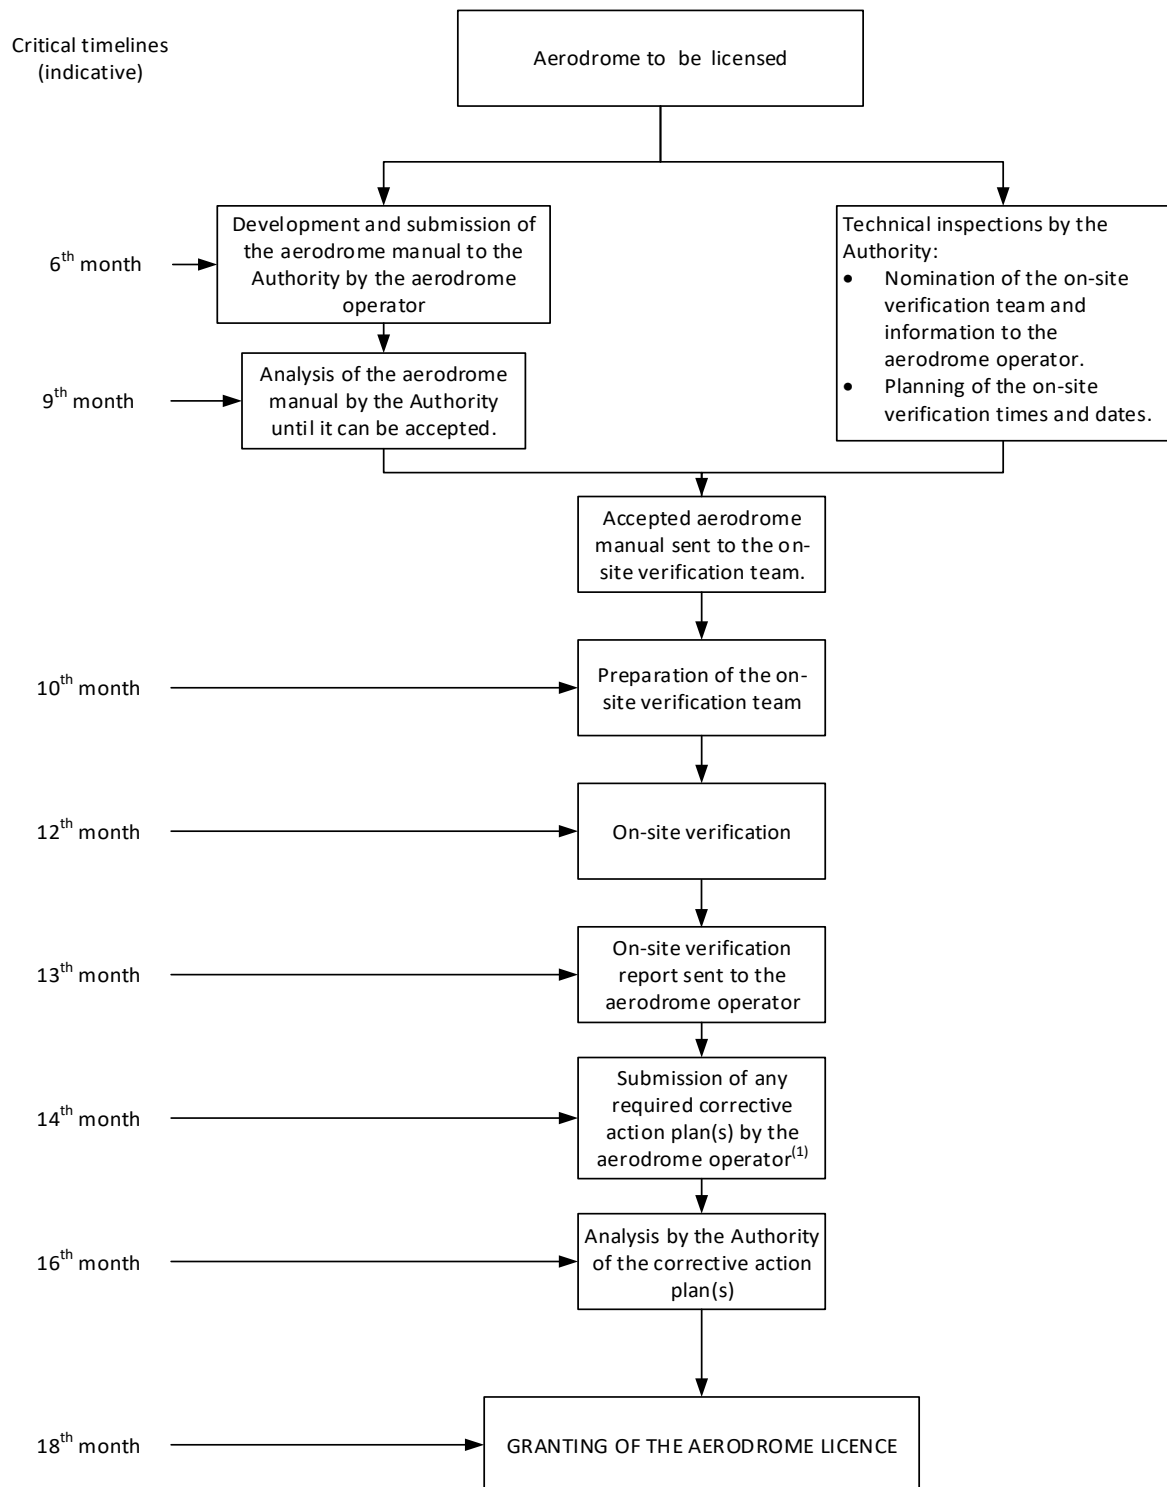 Critical timelines
(indicative)
Aerodrome to be licensed
6th month
Development and submission of
the aerodrome manual to the
Authority by the aerodrome
operator
Technical inspections by the
Authority:
• Nomination of the on-site
verification team and
information to the
aerodrome operator.
• Planning of the on-site
verification times and dates.
9th month
Analysis of the aerodrome
manual by the Authority
until it can be accepted.
Accepted aerodrome
manual sent to the on-
site verification team.
10th month
Preparation of the on-
site verification team
12th month
On-site verification
13th month
On-site verification
report sent to the
aerodrome operator
14th month
Submission of any
required corrective
action plan(s) by the
aerodrome operator(1)
16th month
Analysis by the Authority
of the corrective action
plan(s)
18th month
GRANTING OF THE AERODROME LICENCE